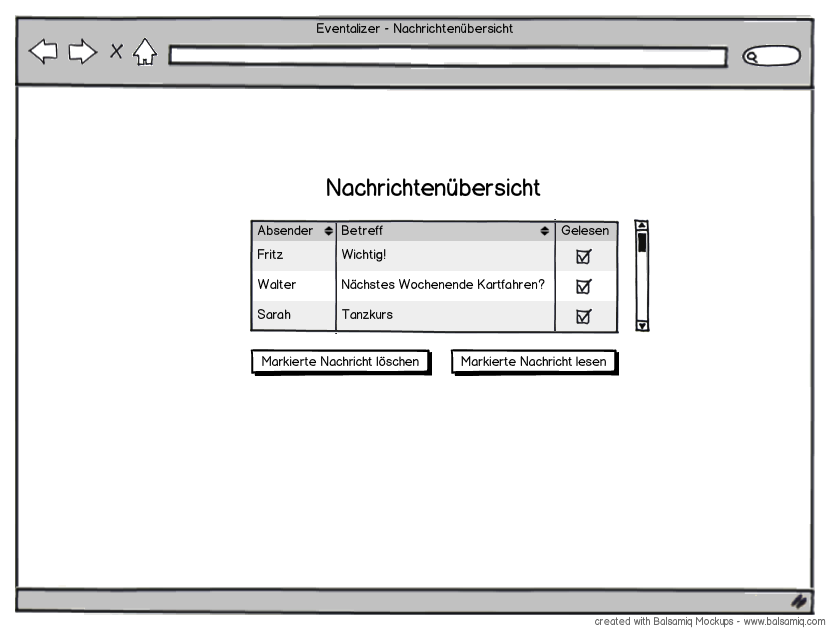 Eventalizer - Nachrichtenübersicht
Nachrichtenübersicht
Absender Betreff Gelesen
Fritz Wichtig!
Walter Nächstes Wochenende Kartfahren?
Sarah Tanzkurs
Markierte Nachricht löschen Markierte Nachricht lesen
created with Balsamiq Mockups - www.balsamiq.com